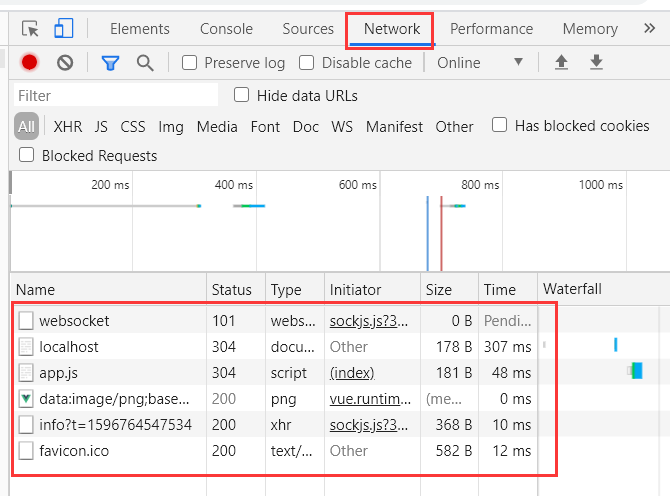 Elements Console Sources Network Performance Memory »
Preserve log Disable cache Online
Filter Hide data URLs
All XHR JS CSS Img Media Font Doc WS Manifest Other Has blocked cookies
Blocked Requests
200 ms 400 ms 600 ms 800 ms 1000 ms
Name Status Type Initiator Size Time Waterfall
websocket 101 webs... sockjs.js?3... 0 B Pendi...
localhost 304 docu... Other 178 B 307 ms
app.js 304 script (index) 181 B 48 ms
data:image/png;base... 200 png vue.runtim... (me... 0 ms
info?t=1596764547534 200 xhr sockjs.js?3... 368 B 10 ms
favicon.ico 200 text/... Other 582 B 12 ms